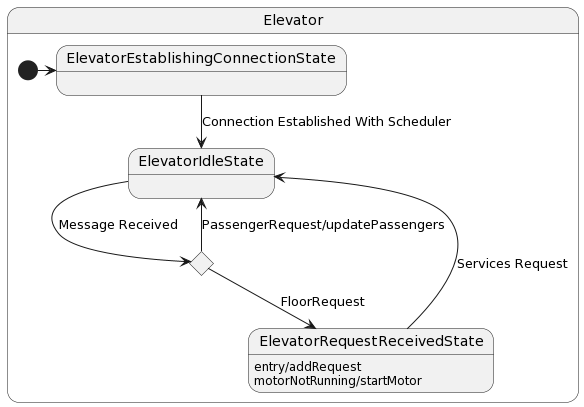 Elevator
ElevatorEstablishingConnectionState
Connection Established With Scheduler
ElevatorIdleState
Message Received
PassengerRequest/updatePassengers
Services Request
FloorRequest
ElevatorRequestReceivedState
entry/addRequest
motorNotRunning/startMotor